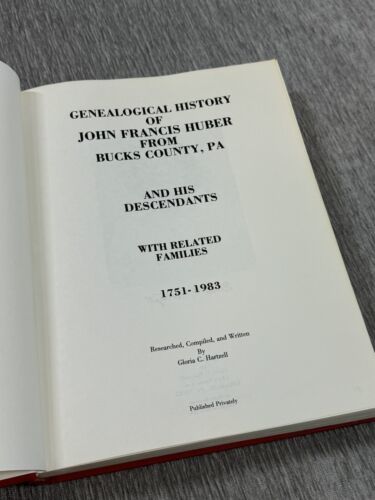 GENEALOGICAL HISTORY
OF
JOHN FRANCIS HUBER
FROM
BUCKS COUNTY, PA
AND HIS
DESCENDANTS
WITH RELATED
FAMILIES
1751-1983
Researched, Compiled, and Written
By
Gloria C. Hartzell
Published Privately